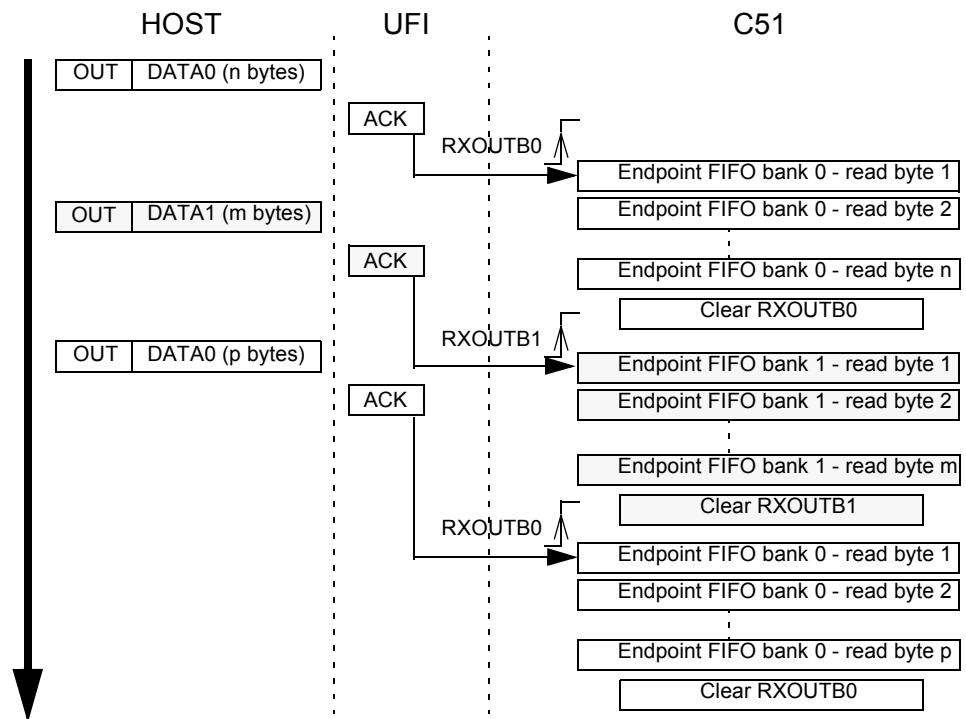 HOST UFI C51
OUT DATA0 (n bytes)
ACK
RXOUTB0
Endpoint FIFO bank 0 - read byte 1
OUT DATA1 (m bytes)
Endpoint FIFO bank 0 - read byte 2
ACK
Endpoint FIFO bank 0 - read byte n
Clear RXOUTB0
RXOUTB1
OUT DATA0 (p bytes)
Endpoint FIFO bank 1 - read byte 1
ACK
Endpoint FIFO bank 1 - read byte 2
Endpoint FIFO bank 1 - read byte m
Clear RXOUTB1
RXOUTB0
Endpoint FIFO bank 0 - read byte 1
Endpoint FIFO bank 0 - read byte 2
Endpoint FIFO bank 0 - read byte p
Clear RXOUTB0